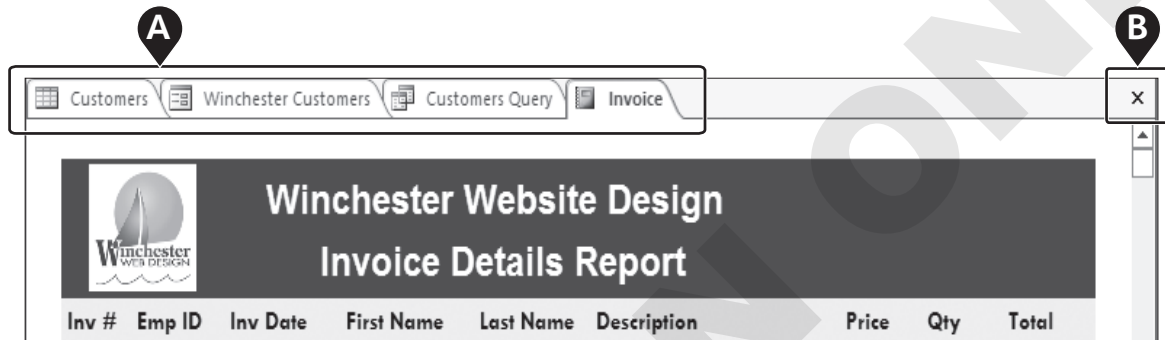 A
B
Customers Winchester Customers Customers Query Invoice
x
Winchester Website Design
Winchester
WEB DESIGN
Invoice Details Report
Inv # Emp ID Inv Date First Name Last Name Description Price Qty Total